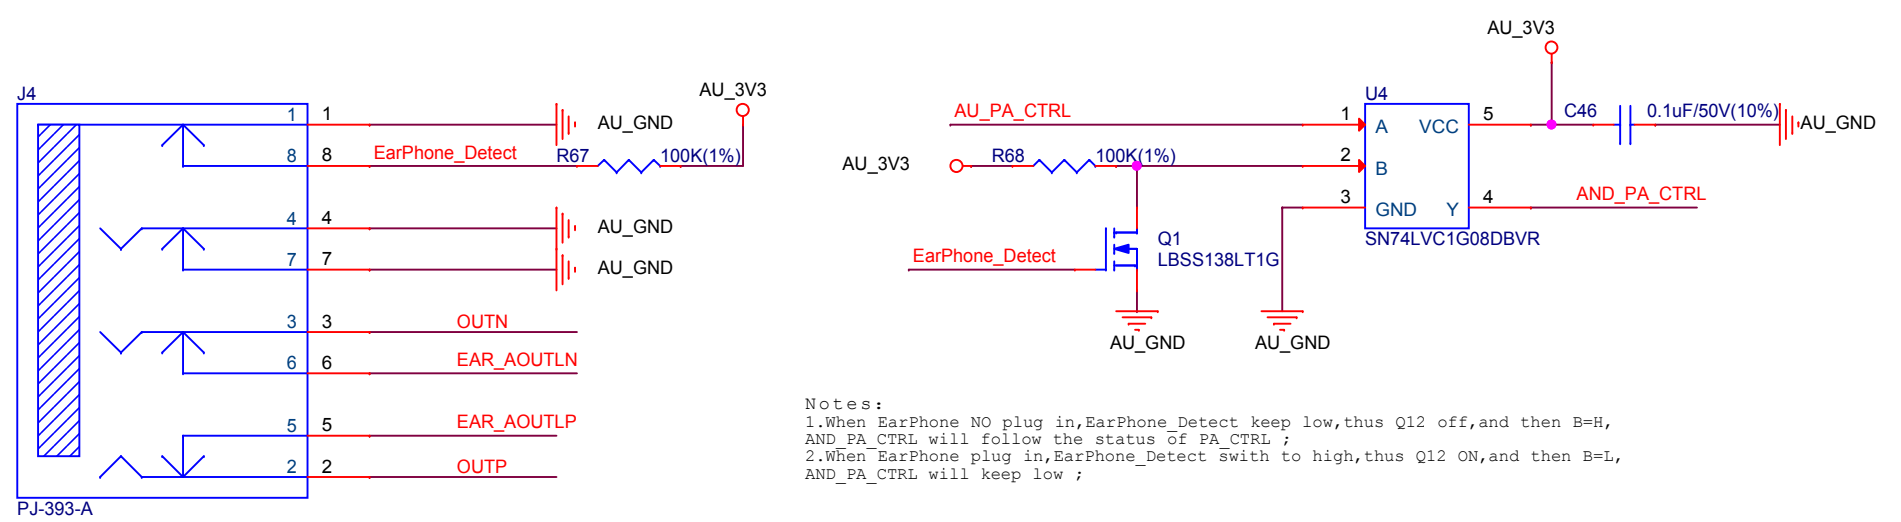 J4
1 1
AU_GND
8 8
EarPhone_Detect
R67
100K(1%)
AU_3V3
4 4
AU_GND
7 7
AU_GND
3 3
OUTN
6 6
EAR_AOUTLN
5 5
EAR_AOUTLP
2 2
OUTP
PJ-393-A
AU_3V3
U4
AU_PA_CTRL
1
A
VCC
5
C46
0.1uF/50V(10%)
AU_GND
AU_3V3
R68
100K(1%)
2
B
3
GND
Y
4
AND_PA_CTRL
SN74LVC1G08DBVR
Q1
LBSS138LT1G
EarPhone_Detect
AU_GND
AU_GND
Notes:
1.When EarPhone NO plug in,EarPhone_Detect keep low,thus Q12 off,and then B=H,
AND_PA_CTRL will follow the status of PA_CTRL ;
2.When EarPhone plug in,EarPhone_Detect swith to high,thus Q12 ON,and then B=L,
AND_PA_CTRL will keep low ;